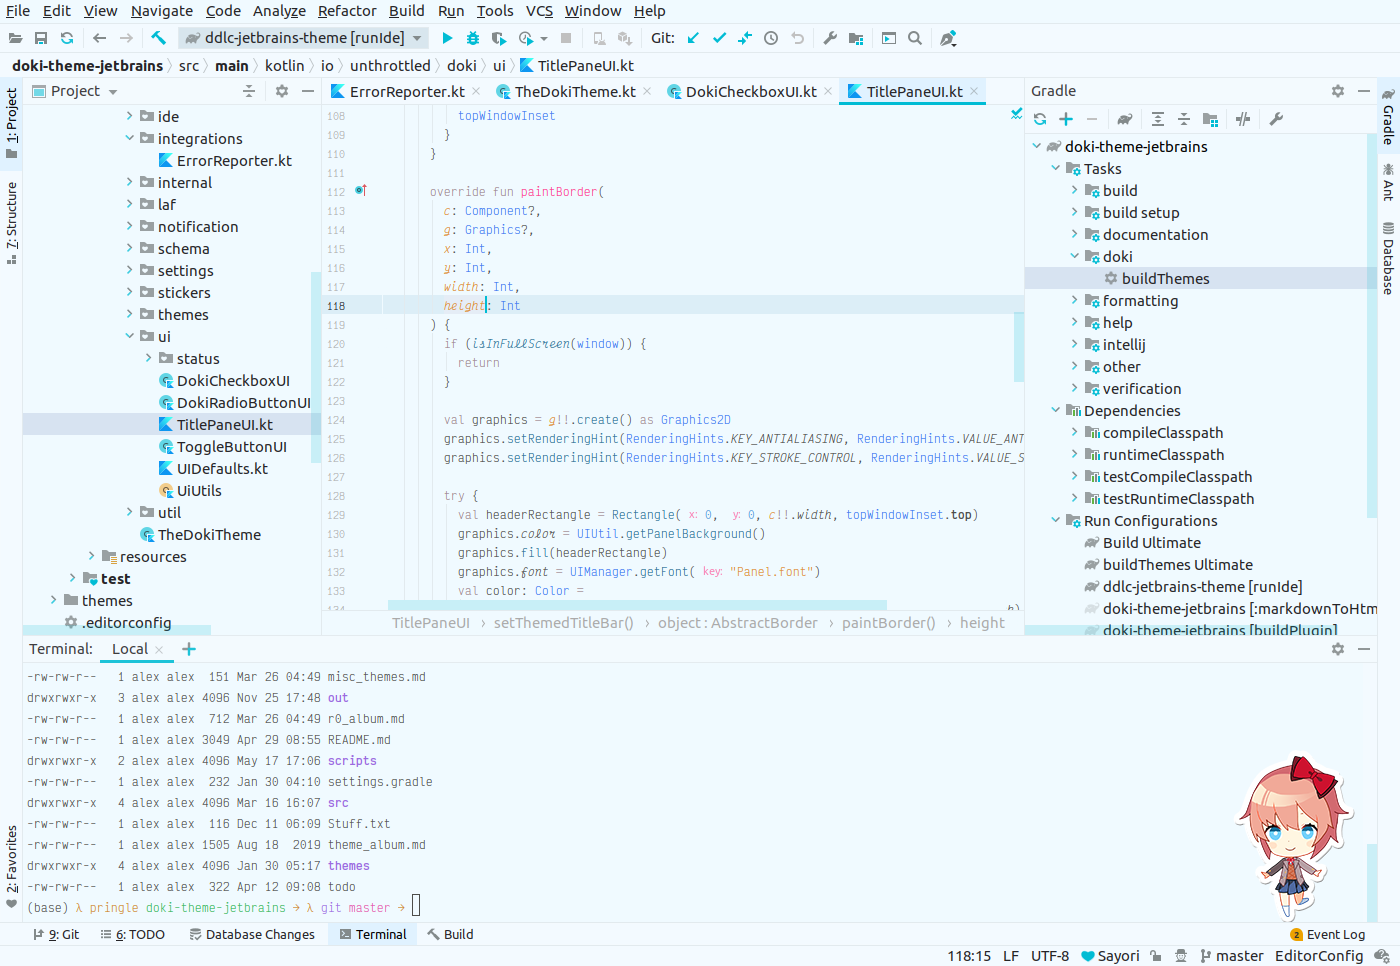 File Edit View Navigate Code Analyze Refactor Build Run Tools VCS Window Help
ddlc-jetbrains-theme [runIde] Git:
doki-theme-jetbrains src main kotlin io unthrottled doki ui TitlePaneUI.kt
1: Project
7: Structure
2: Favorites
Project
ide
integrations
ErrorReporter.kt
internal
laf
notification
schema
settings
stickers
themes
ui
status
DokiCheckboxUI
DokiRadioButtonUI
TitlePaneUI.kt
ToggleButtonUI
UIDefaults.kt
UiUtils
util
TheDokiTheme
resources
test
themes
.editorconfig
ErrorReporter.kt TheDokiTheme.kt DokiCheckboxUI.kt TitlePaneUI.kt
108 topWindowInset
109 }
110 }
111
112 override fun paintBorder(
113 c: Component?,
114 g: Graphics?,
115 x: Int,
116 y: Int,
117 width: Int,
118 height: Int
119 ) {
120 if (isInFullScreen(window)) {
121 return
122 }
123
124 val graphics = g!!.create() as Graphics2D
125 graphics.setRenderingHint(RenderingHints.KEY_ANTIALIASING, RenderingHints.VALUE_ANT
126 graphics.setRenderingHint(RenderingHints.KEY_STROKE_CONTROL, RenderingHints.VALUE_S
127
128 try {
129 val headerRectangle = Rectangle( x: 0, y: 0, c!!.width, topWindowInset.top)
130 graphics.color = UIUtil.getPanelBackground()
131 graphics.fill(headerRectangle)
132 graphics.font = UIManager.getFont( key: "Panel.font")
133 val color: Color =
TitlePaneUI › setThemedTitleBar() › object : AbstractBorder › paintBorder() › height
Gradle
doki-theme-jetbrains
Tasks
build
build setup
documentation
doki
buildThemes
formatting
help
intellij
other
verification
Dependencies
compileClasspath
runtimeClasspath
testCompileClasspath
testRuntimeClasspath
Run Configurations
Build Ultimate
buildThemes Ultimate
ddlc-jetbrains-theme [runIde]
doki-theme-jetbrains [:markdownToHtm
doki-theme-jetbrains [buildPlugin]
Gradle
Ant
Database
Terminal: Local
-rw-rw-r-- 1 alex alex 151 Mar 26 04:49 misc_themes.md
drwxrwxr-x 3 alex alex 4096 Nov 25 17:48 out
-rw-rw-r-- 1 alex alex 712 Mar 26 04:49 r0_album.md
-rw-rw-r-- 1 alex alex 3049 Apr 29 08:55 README.md
drwxrwxr-x 2 alex alex 4096 May 17 17:06 scripts
-rw-rw-r-- 1 alex alex 232 Jan 30 04:10 settings.gradle
drwxrwxr-x 4 alex alex 4096 Mar 16 16:07 src
-rw-rw-r-- 1 alex alex 116 Dec 11 06:09 Stuff.txt
-rw-rw-r-- 1 alex alex 1505 Aug 18 2019 theme_album.md
drwxrwxr-x 4 alex alex 4096 Jan 30 05:17 themes
-rw-rw-r-- 1 alex alex 322 Apr 12 09:08 todo
(base) λ pringle doki-theme-jetbrains → λ git master →
9: Git 6: TODO Database Changes Terminal Build 2 Event Log
118:15 LF UTF-8 Sayori master EditorConfig